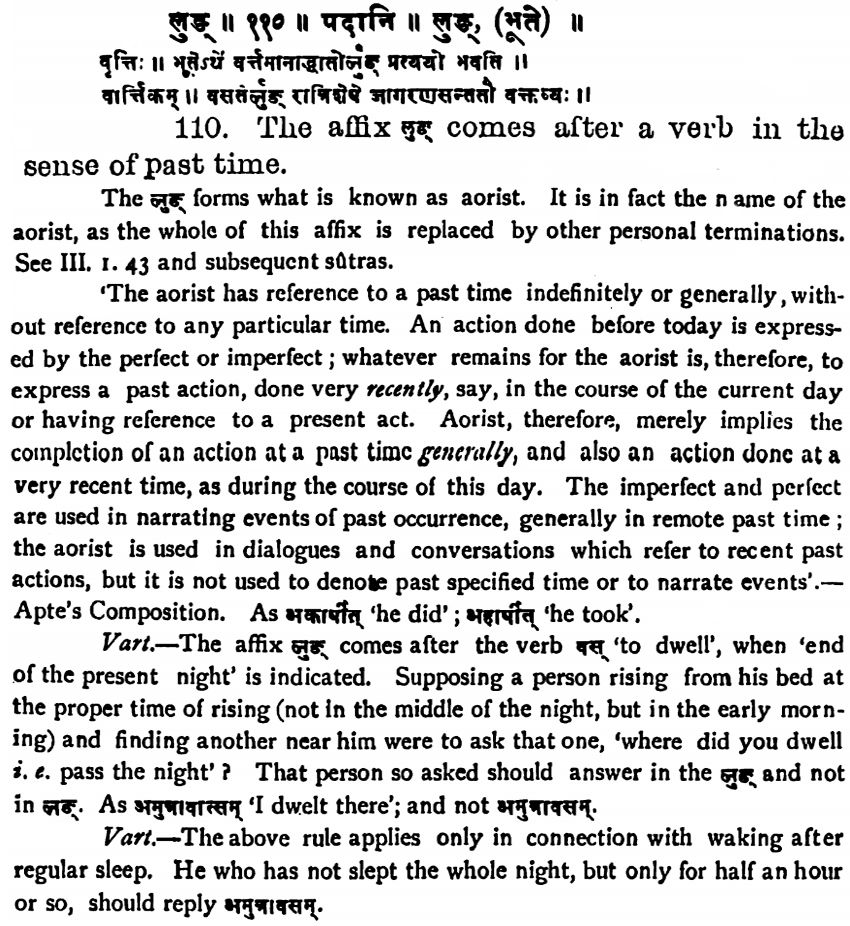 लुङ् ॥ ११० ॥ पदानि ॥ लुङ्, (भूते) ॥
वृत्तिः ॥ भूतेऽर्थे वर्त्तमानाद्धातोर्लुङ् प्रत्ययो भवति ॥
वार्त्तिकम् ॥ वसतेर्लुङ् रात्रिशेषे जागरणसन्ततौ वक्तव्यः ॥
110. The affix लुङ् comes after a verb in the
sense of past time.
The लुङ् forms what is known as aorist. It is in fact the n ame of the
aorist, as the whole of this affix is replaced by other personal terminations.
See III. 1. 43 and subsequent sûtras.
'The aorist has reference to a past time indefinitely or generally, with-
out reference to any particular time. An action done before today is express-
ed by the perfect or imperfect ; whatever remains for the aorist is, therefore, to
express a past action, done very recently, say, in the course of the current day
or having reference to a present act. Aorist, therefore, merely implies the
completion of an action at a past time generally, and also an action done at a
very recent time, as during the course of this day. The imperfect and perfect
are used in narrating events of past occurrence, generally in remote past time ;
the aorist is used in dialogues and conversations which refer to recent past
actions, but it is not used to denote past specified time or to narrate events'.—
Apte's Composition. As अकार्षीत् 'he did' ; अहार्षीत् 'he took'.
Vart.—The affix लुङ् comes after the verb वस् 'to dwell', when 'end
of the present night' is indicated. Supposing a person rising from his bed at
the proper time of rising (not in the middle of the night, but in the early morn-
ing) and finding another near him were to ask that one, 'where did you dwell
i. e. pass the night' ? That person so asked should answer in the लुङ् and not
in लङ्. As अमुत्रावात्सम् 'I dwelt there'; and not अमुत्रावसम्.
Vart.—The above rule applies only in connection with waking after
regular sleep. He who has not slept the whole night, but only for half an hour
or so, should reply अमुत्रावसम्.